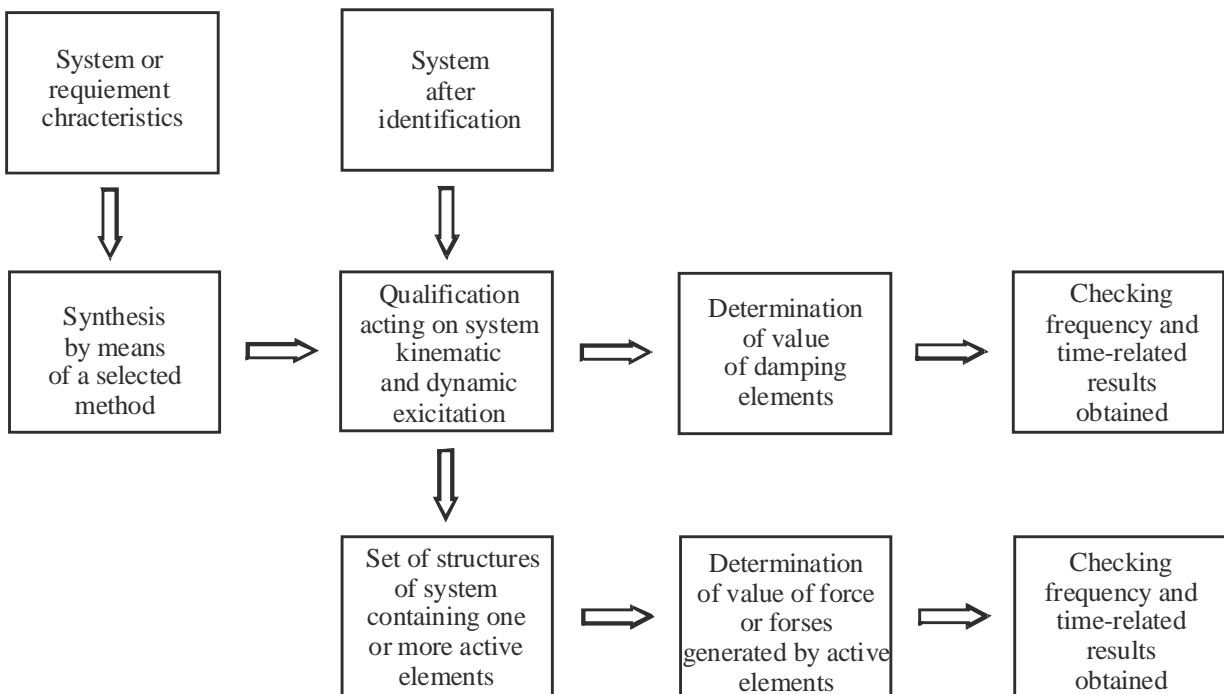 System or
requiement
chracteristics
System
after
identification
Synthesis
by means
of a selected
method
Qualification
acting on system
kinematic
and dynamic
exicitation
Determination
of value
of damping
elements
Checking
frequency and
time-related
results
obtained
Set of structures
of system
containing one
or more active
elements
Determination
of value of force
or forses
generated by active
elements
Checking
frequency and
time-related
results
obtained